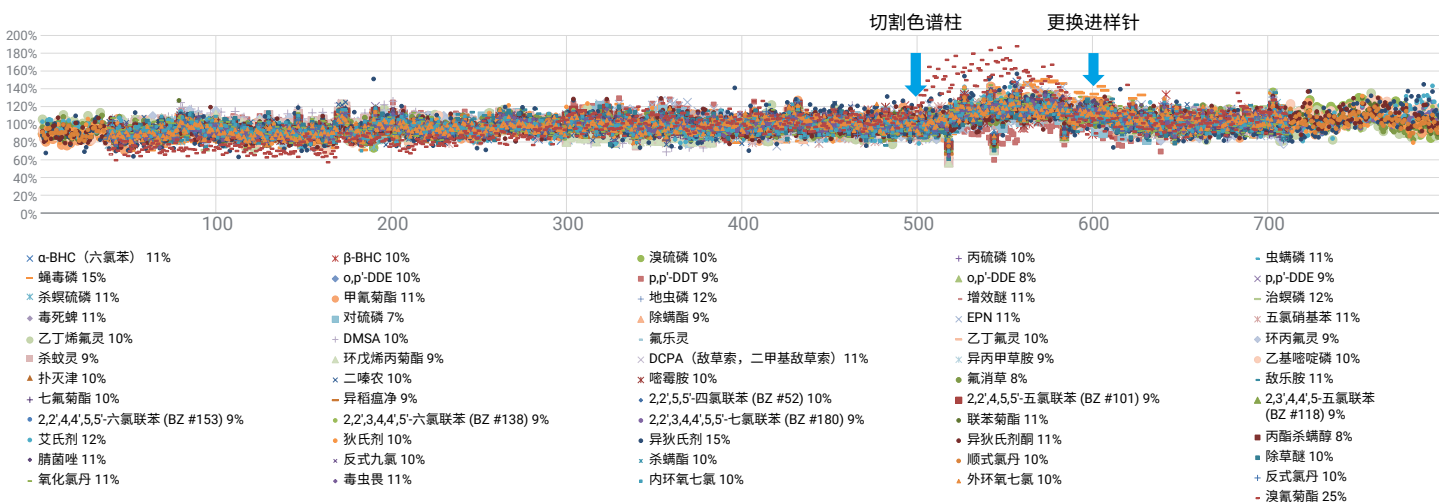 切割色谱柱 更换进样针
200%
180%
160%
140%
120%
100%
80%
60%
40%
20%
0%
100 200 300 400 500 600 700
α-BHC（六氯苯） 11% β-BHC 10% 溴硫磷 10% 丙硫磷 10% 虫螨磷 11%
蝇毒磷 15% o,p'-DDE 10% p,p'-DDT 9% o,p'-DDE 8% p,p'-DDE 9%
杀螟硫磷 11% 甲氰菊酯 11% 地虫磷 12% 增效醚 11% 治螟磷 12%
毒死蜱 11% 对硫磷 7% 除螨酯 9% EPN 11% 五氯硝基苯 11%
乙丁烯氟灵 10% DMSA 10% 氟乐灵 乙丁氟灵 10% 环丙氟灵 9%
杀蚊灵 9% 环戊烯丙菊酯 9% DCPA（敌草索，二甲基敌草索）11% 异丙甲草胺 9% 乙基嘧啶磷 10%
扑灭津 10% 二嗪农 10% 嘧霉胺 10% 氟消草 8% 敌乐胺 11%
七氟菊酯 10% 异稻瘟净 9% 2,2',5,5'-四氯联苯 (BZ #52) 10% 2,2',4,5,5'-五氯联苯 (BZ #101) 9% 2,3',4,4',5-五氯联苯
(BZ #118) 9%
2,2',4,4',5,5'-六氯联苯 (BZ #153) 9% 2,2',3,4,4',5'-六氯联苯 (BZ #138) 9% 2,2',3,4,4',5,5'-七氯联苯 (BZ #180) 9% 联苯菊酯 11%
艾氏剂 12% 狄氏剂 10% 异狄氏剂 15% 异狄氏剂酮 11% 丙酯杀螨醇 8%
腈菌唑 11% 反式九氯 10% 杀螨酯 10% 顺式氯丹 10% 除草醚 10%
氧化氯丹 11% 毒虫畏 11% 内环氧七氯 10% 外环氧七氯 10% 反式氯丹 10%
溴氰菊酯 25%